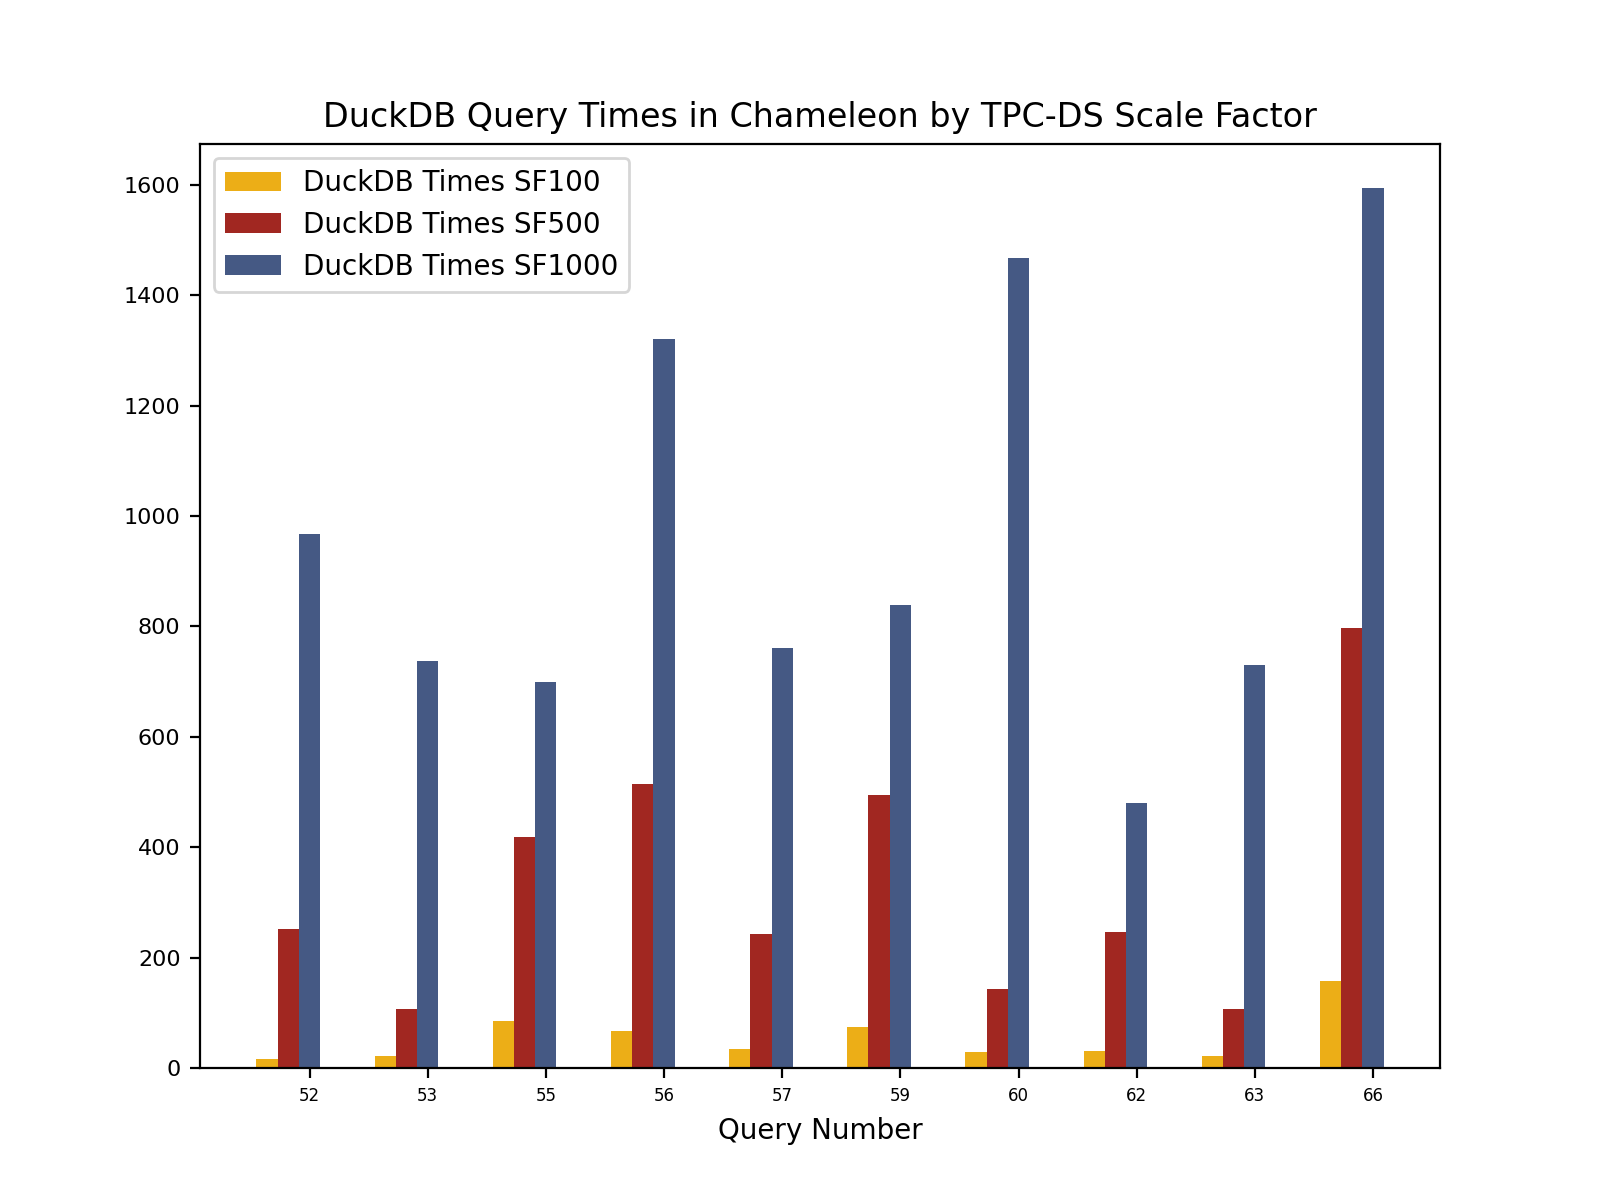 DuckDB Query Times in Chameleon by TPC-DS Scale Factor
DuckDB Times SF100
DuckDB Times SF500
DuckDB Times SF1000
1600
1400
1200
1000
800
600
400
200
0
52 53 55 56 57 59 60 62 63 66
Query Number